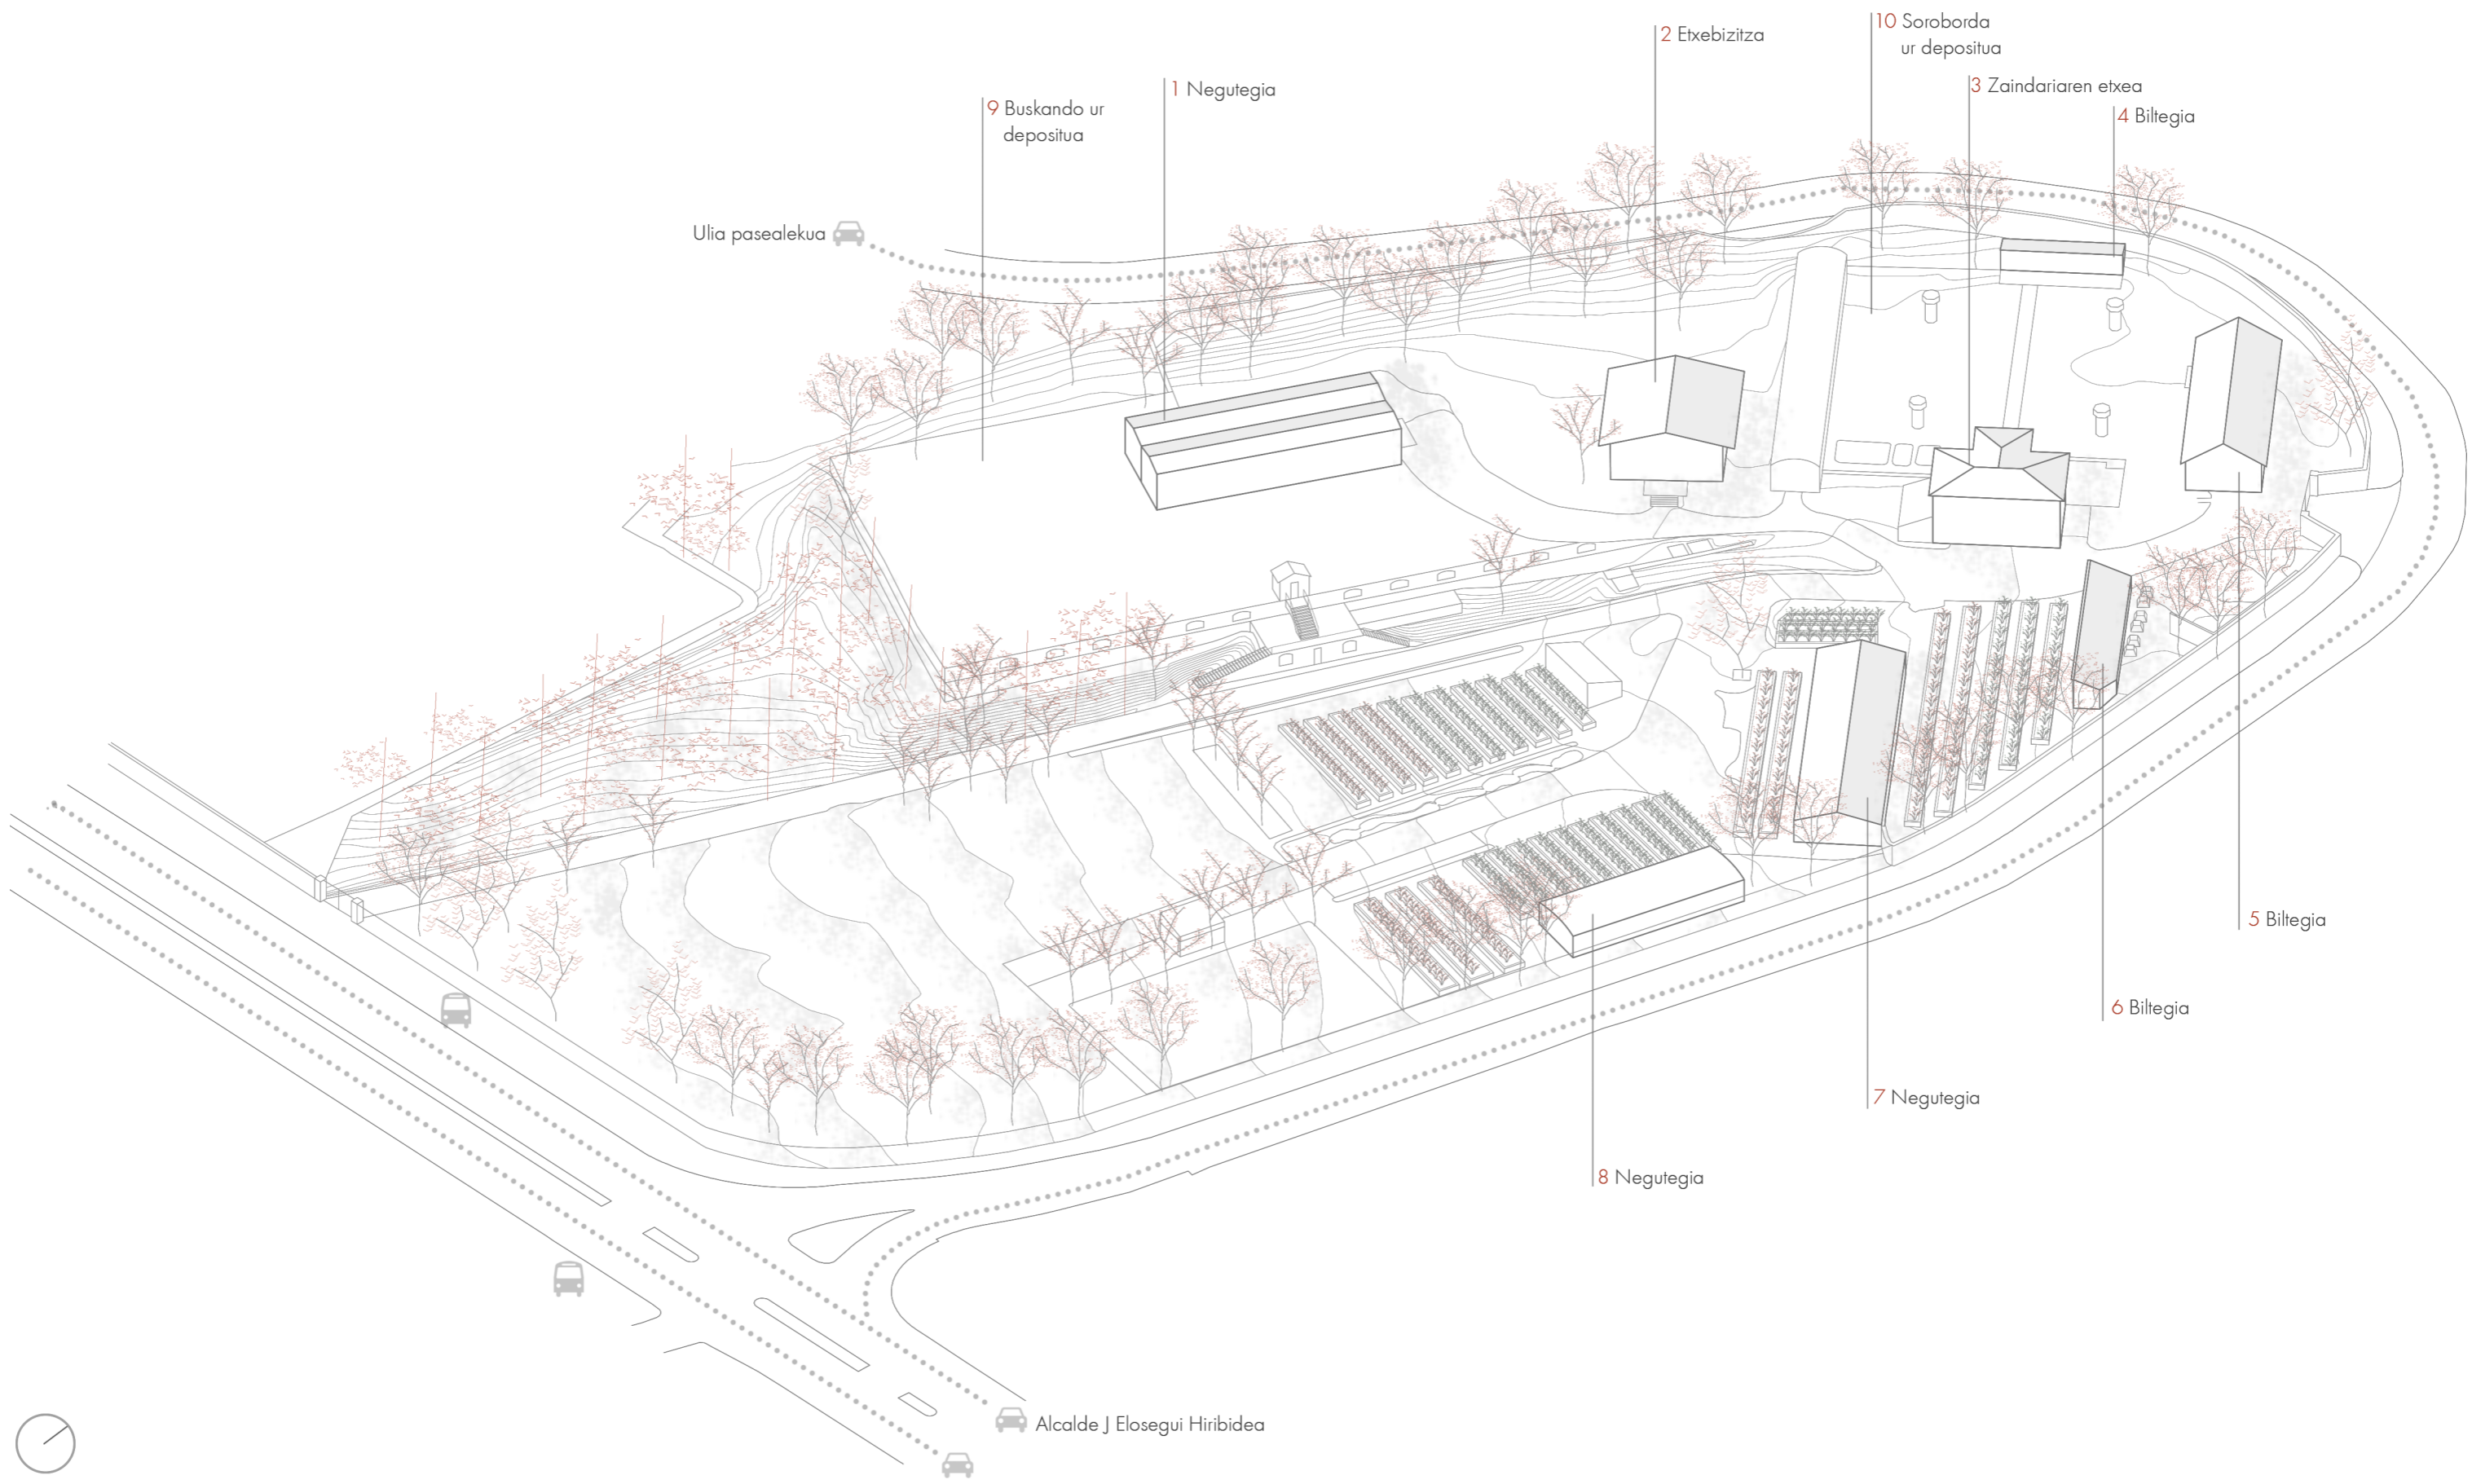 10 Soroborda
ur depositua
2 Etxebizitza
3 Zaindariaren etxea
1 Negutegia
9 Buskando ur
depositua
4 Biltegia
Ulia pasealekua
5 Biltegia
6 Biltegia
7 Negutegia
8 Negutegia
Alcalde J Elosegui Hiribidea